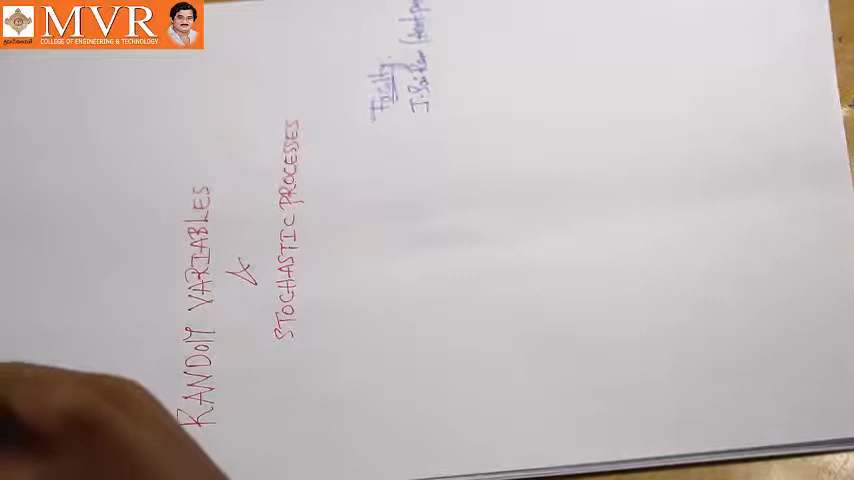 MVR
COLLEGE OF ENGINEERING & TECHNOLOGY
RANDOM VARIABLES
&
STOCHASTIC PROCESSES
Faculty: